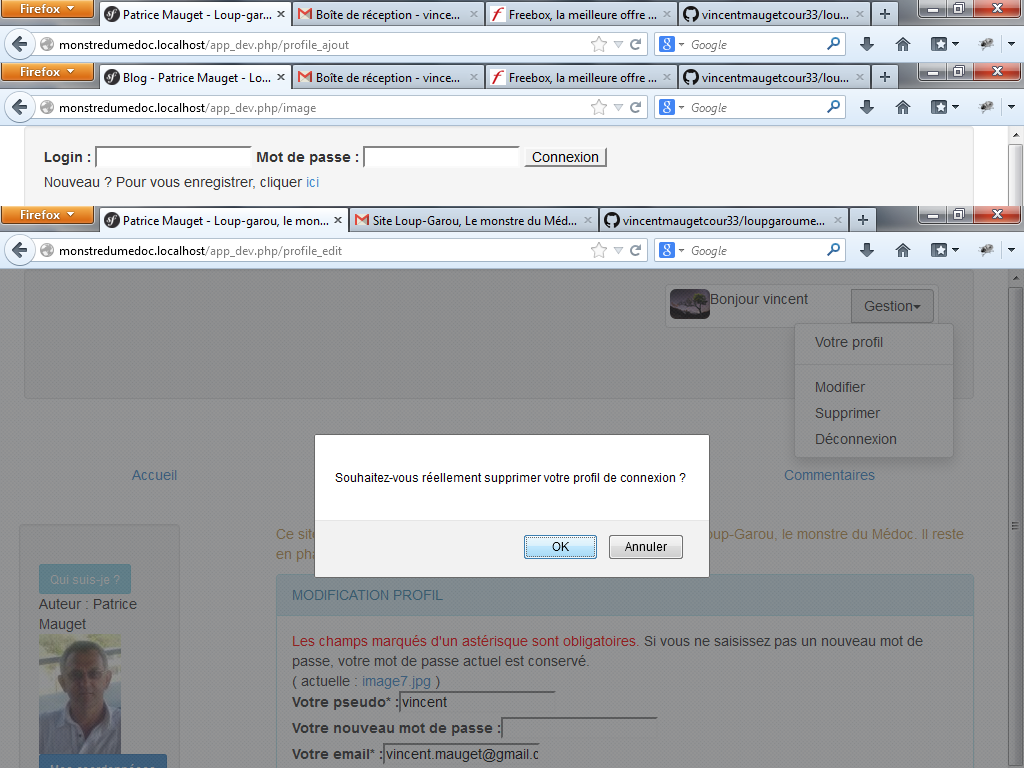 Firefox
Patrice Mauget - Loup-gar...
Boîte de réception - vince...
Freebox, la meilleure offre ...
vincentmaugetcour33/lou...
monstredumedoc.localhost/app_dev.php/profile_ajout
Google
Firefox
Blog - Patrice Mauget - Lo...
Boîte de réception - vince...
Freebox, la meilleure offre ...
vincentmaugetcour33/lou...
monstredumedoc.localhost/app_dev.php/image
Google
Login :
Mot de passe :
Connexion
Nouveau ? Pour vous enregistrer, cliquer ici
Firefox
Patrice Mauget - Loup-garou, le mon...
Site Loup-Garou, Le monstre du Méd...
vincentmaugetcour33/lougaroume...
monstredumedoc.localhost/app_dev.php/profile_edit
Google
Bonjour vincent
Gestion
Votre profil
Modifier
Supprimer
Déconnexion
Accueil
Commentaires
Souhaitez-vous réellement supprimer votre profil de connexion ?
OK
Annuler
Ce site
oup-Garou, le monstre du Médoc. Il reste
en pha
Qui suis-je ?
Auteur : Patrice
Mauget
MODIFICATION PROFIL
Les champs marqués d'un astérisque sont obligatoires. Si vous ne saisissez pas un nouveau mot de
passe, votre mot de passe actuel est conservé.
( actuelle : image7.jpg )
Votre pseudo* : vincent
Votre nouveau mot de passe :
Votre email* : vincent.mauget@gmail.c